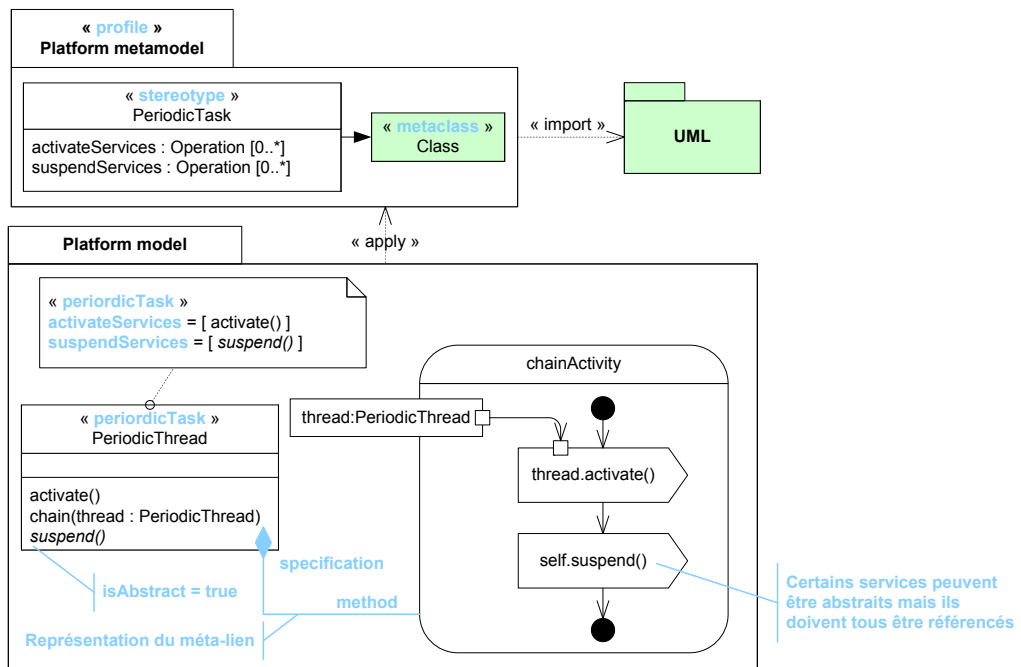 « profile »
Platform metamodel
« stereotype »
PeriodicTask
activateServices : Operation [0..*]
suspendServices : Operation [0..*]
« metaclass »
Class
« import »
UML
« apply »
Platform model
« periordicTask »
activateServices = [ activate() ]
suspendServices = [ suspend() ]
« periordicTask »
PeriodicThread
activate()
chain(thread : PeriodicThread)
suspend()
isAbstract = true
specification
method
Représentation du méta-lien
chainActivity
thread:PeriodicThread
thread.activate()
self.suspend()
Certains services peuvent
être abstraits mais ils
doivent tous être référencés